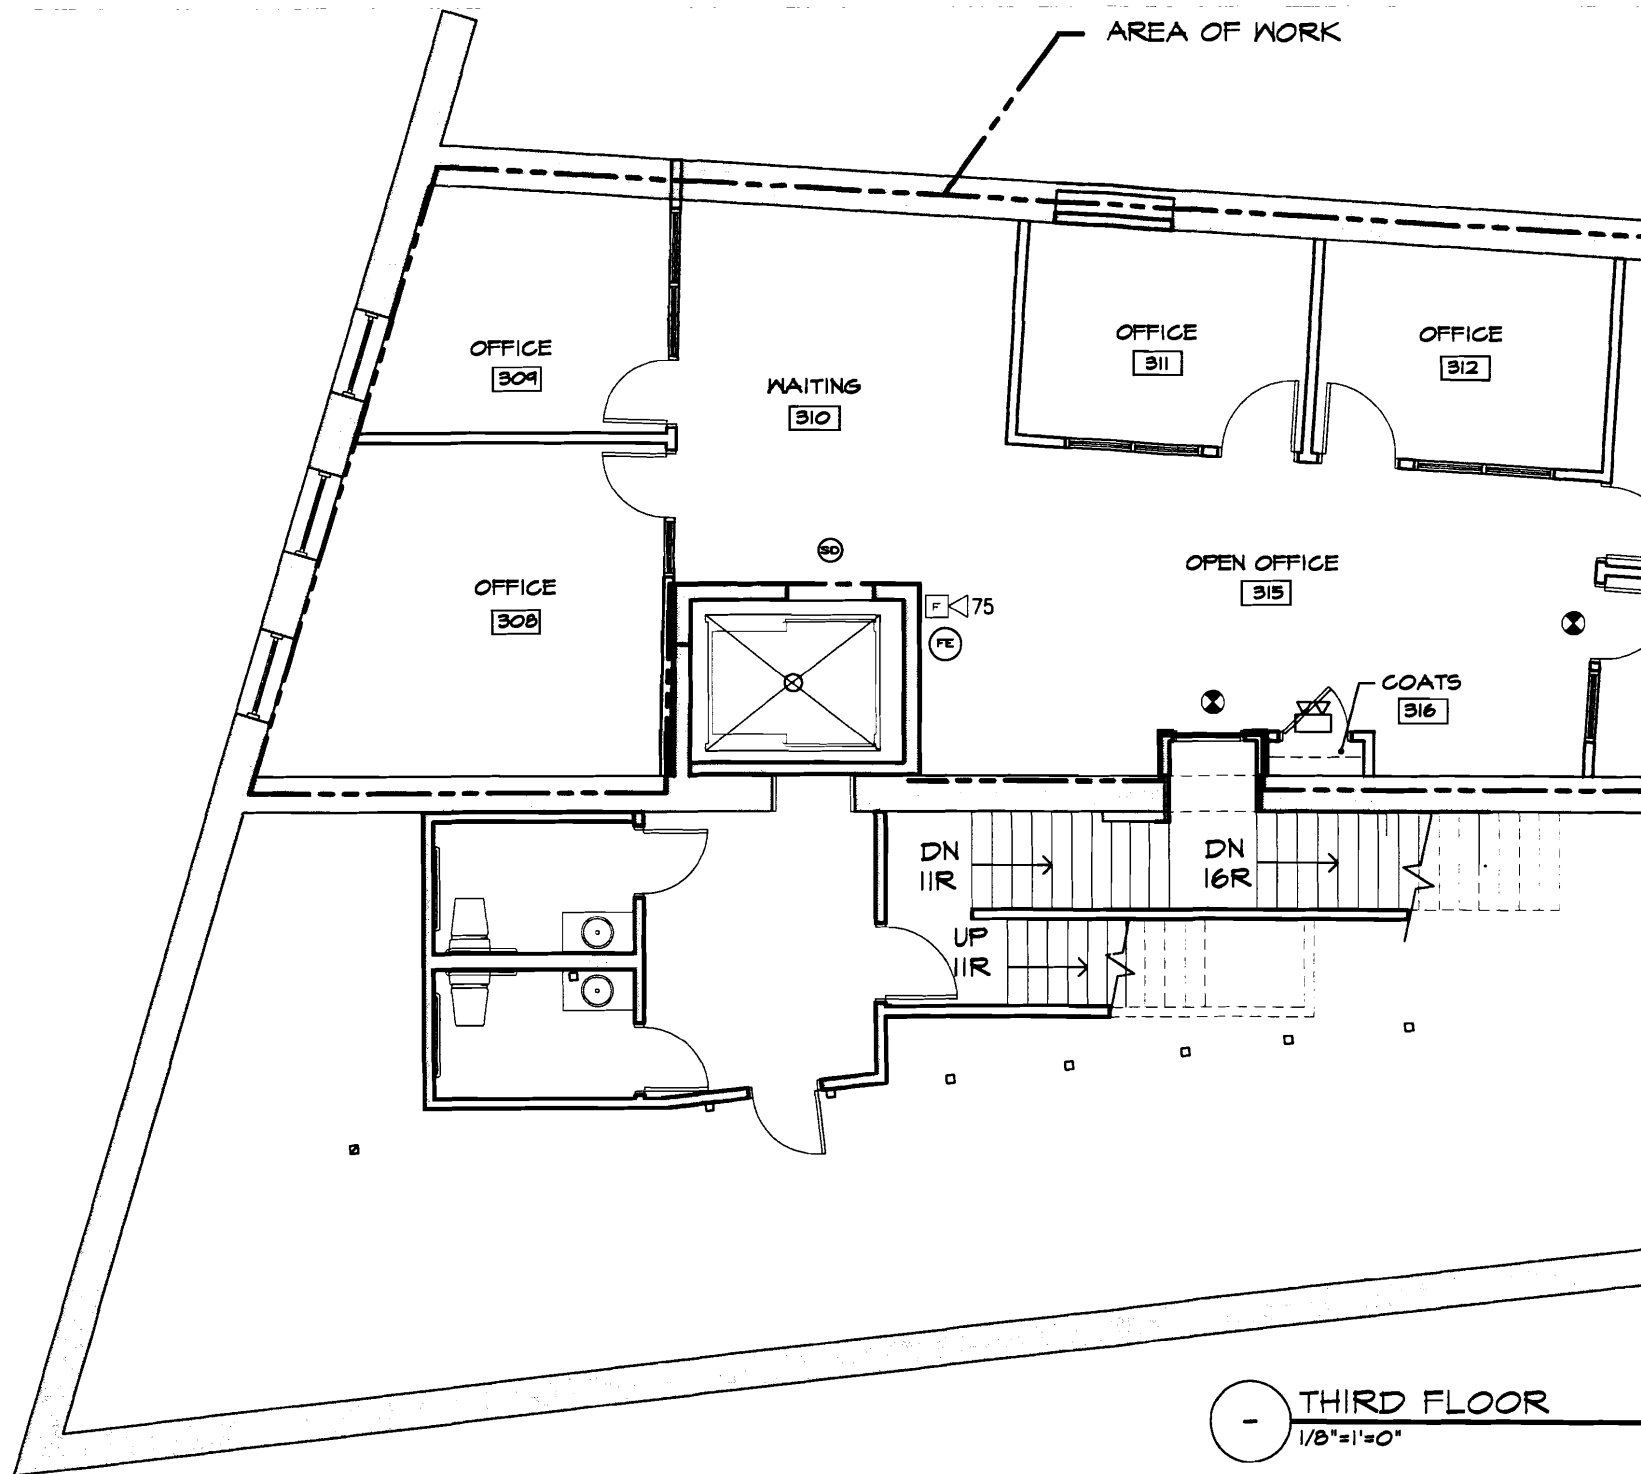 AREA OF WORK
OFFICE
309
WAITING
310
OFFICE
311
OFFICE
312
OFFICE
308
SD
F 75
FE
OPEN OFFICE
315
COATS
316
DN
11R
DN
16R
UP
11R
-
THIRD FLOOR
1/8"=1'=0"